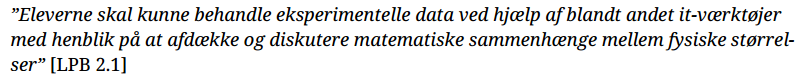 ”Eleverne skal kunne behandle eksperimentelle data ved hjælp af blandt andet it-værktøjer
med henblik på at afdække og diskutere matematiske sammenhænge mellem fysiske størrel-
ser” [LPB 2.1]